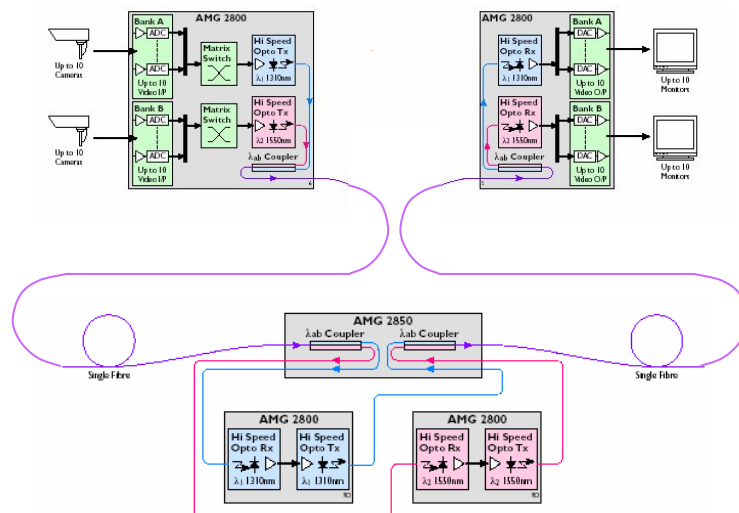 AMG 2800
Bank A
ADC
ADC
Up to 10
Video I/P
Matrix
Switch
Hi Speed
Opto Tx
λ1 1310nm
Up to 10
Cameras
Bank B
ADC
ADC
Up to 10
Video I/P
Matrix
Switch
Hi Speed
Opto Tx
λ2 1550nm
λab Coupler
Up to 10
Cameras
AMG 2800
Hi Speed
Opto Rx
λ1 1310nm
Bank A
DAC
DAC
Up to 10
Video O/P
Up to 10
Monitors
Hi Speed
Opto Rx
λ2 1550nm
λab Coupler
Bank B
DAC
DAC
Up to 10
Video O/P
Up to 10
Monitors
AMG 2850
λab Coupler
λab Coupler
Single Fibre
Single Fibre
AMG 2800
Hi Speed
Opto Rx
λ1 1310nm
Hi Speed
Opto Tx
λ1 1310nm
AMG 2800
Hi Speed
Opto Rx
λ2 1550nm
Hi Speed
Opto Tx
λ2 1550nm